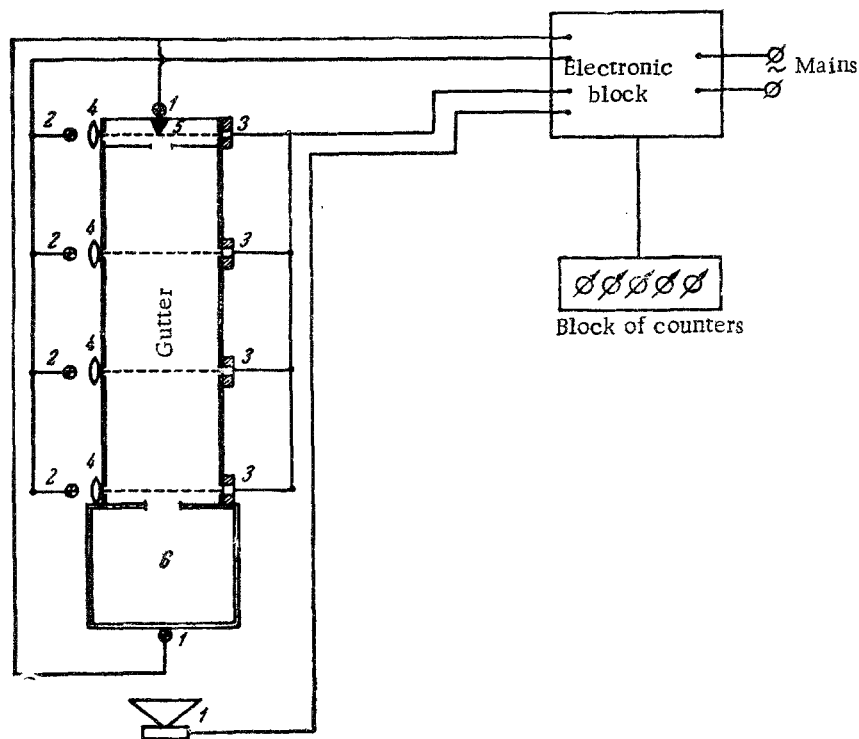 Electronic
block
~ Mains
1
2 4 5 3
2 4 3
Gutter
Block of counters
2 4 3
2 4 3
6
1
1